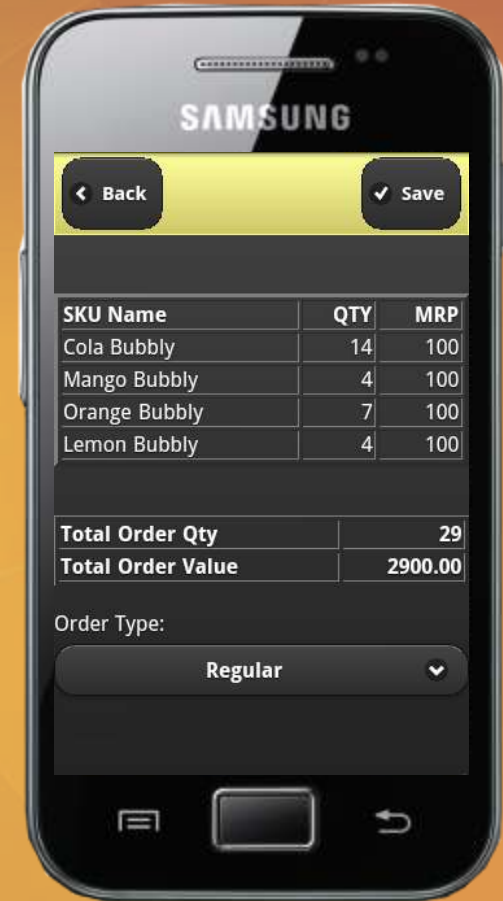 SAMSUNG
Back Save
SKU Name QTY MRP
Cola Bubbly 14 100
Mango Bubbly 4 100
Orange Bubbly 7 100
Lemon Bubbly 4 100
Total Order Qty 29
Total Order Value 2900.00
Order Type:
Regular